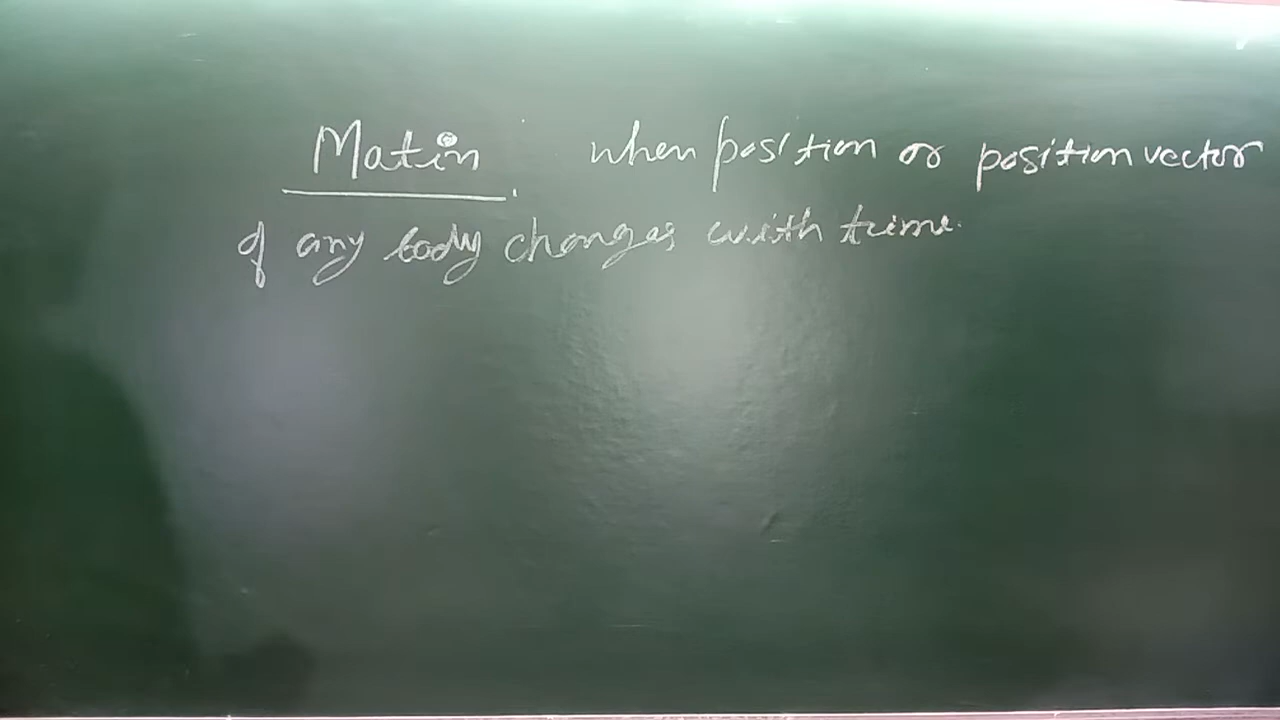 Motion when position or position vector
of any body changes with time.